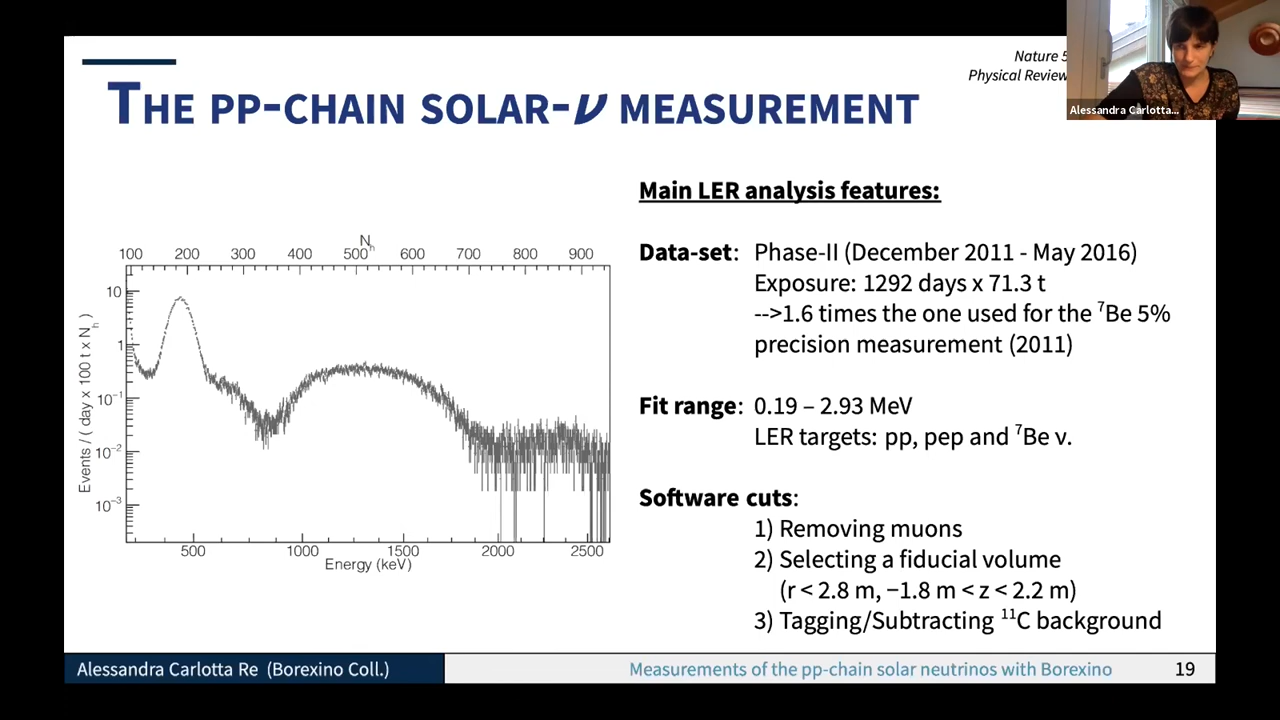 Nature 5
Physical Review
Alessandra Carlotta...
THE PP-CHAIN SOLAR-ν MEASUREMENT
Main LER analysis features:
Data-set: Phase-II (December 2011 - May 2016)
Exposure: 1292 days x 71.3 t
-->1.6 times the one used for the ⁷Be 5%
precision measurement (2011)
Fit range: 0.19 – 2.93 MeV
LER targets: pp, pep and ⁷Be ν.
Software cuts:
1) Removing muons
2) Selecting a fiducial volume
(r < 2.8 m, −1.8 m < z < 2.2 m)
3) Tagging/Subtracting ¹¹C background
Nₕ
100 200 300 400 500 600 700 800 900
Events / ( day x 100 t x Nₕ )
10
1
10⁻¹
10⁻²
10⁻³
500 1000 1500 2000 2500
Energy (keV)
Alessandra Carlotta Re (Borexino Coll.)
Measurements of the pp-chain solar neutrinos with Borexino
19